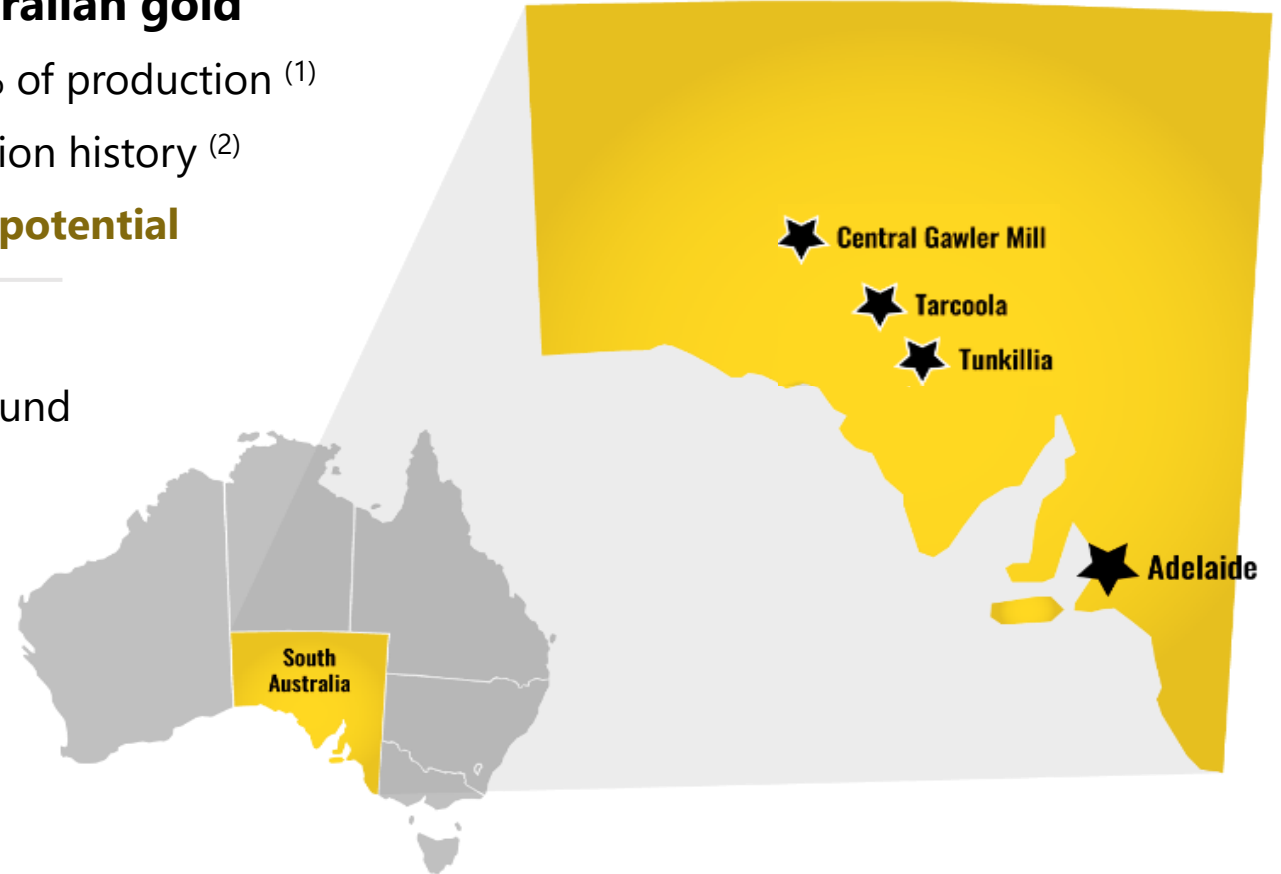 ralian gold
% of production (1)
ion history (2)
potential
und
Central Gawler Mill
Tarcoola
Tunkillia
Adelaide
South
Australia